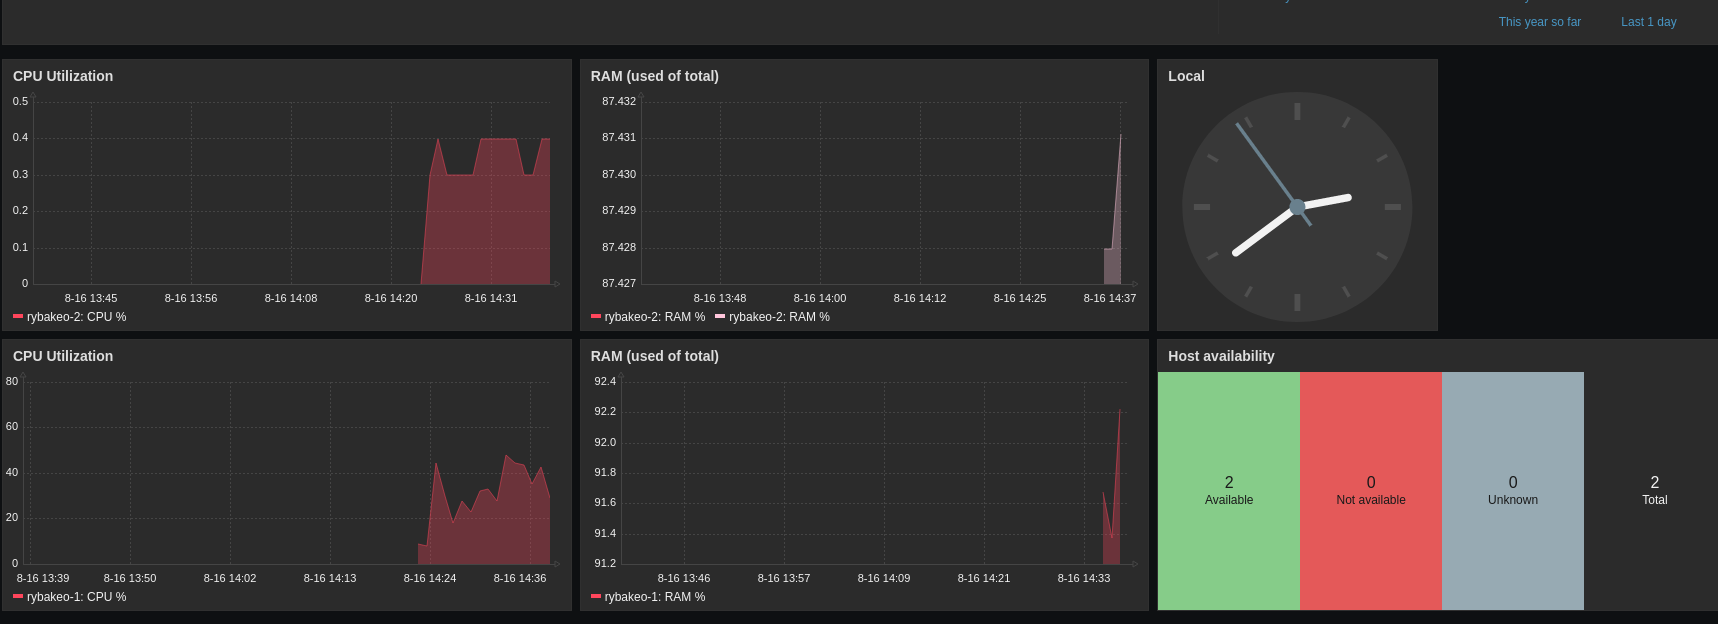 This year so far Last 1 day
CPU Utilization
0.5
0.4
0.3
0.2
0.1
0
8-16 13:45 8-16 13:56 8-16 14:08 8-16 14:20 8-16 14:31
rybakeo-2: CPU %
RAM (used of total)
87.432
87.431
87.430
87.429
87.428
87.427
8-16 13:48 8-16 14:00 8-16 14:12 8-16 14:25 8-16 14:37
rybakeo-2: RAM % rybakeo-2: RAM %
Local
CPU Utilization
80
60
40
20
0
8-16 13:39 8-16 13:50 8-16 14:02 8-16 14:13 8-16 14:24 8-16 14:36
rybakeo-1: CPU %
RAM (used of total)
92.4
92.2
92.0
91.8
91.6
91.4
91.2
8-16 13:46 8-16 13:57 8-16 14:09 8-16 14:21 8-16 14:33
rybakeo-1: RAM %
Host availability
2 0 0 2
Available Not available Unknown Total